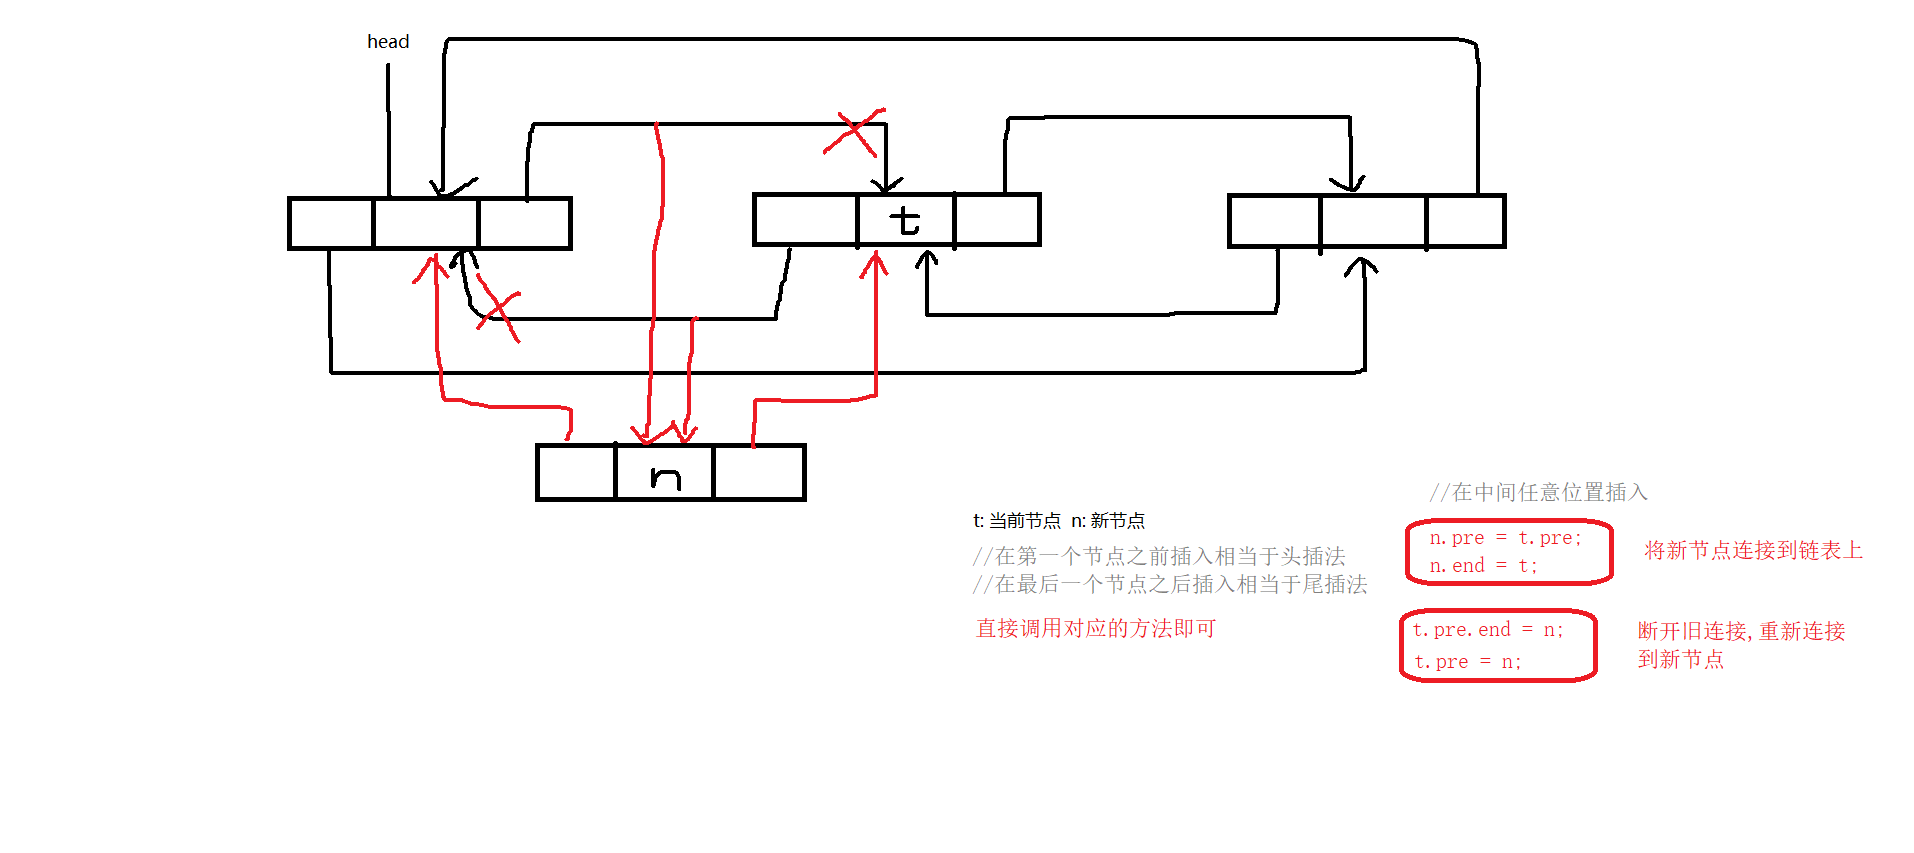 head
t
n
t: 当前节点  n: 新节点
//在第一个节点之前插入相当于头插法
//在最后一个节点之后插入相当于尾插法
直接调用对应的方法即可
//在中间任意位置插入
n.pre = t.pre;
n.end = t;
将新节点连接到链表上
t.pre.end = n;
t.pre = n;
断开旧连接,重新连接
到新节点